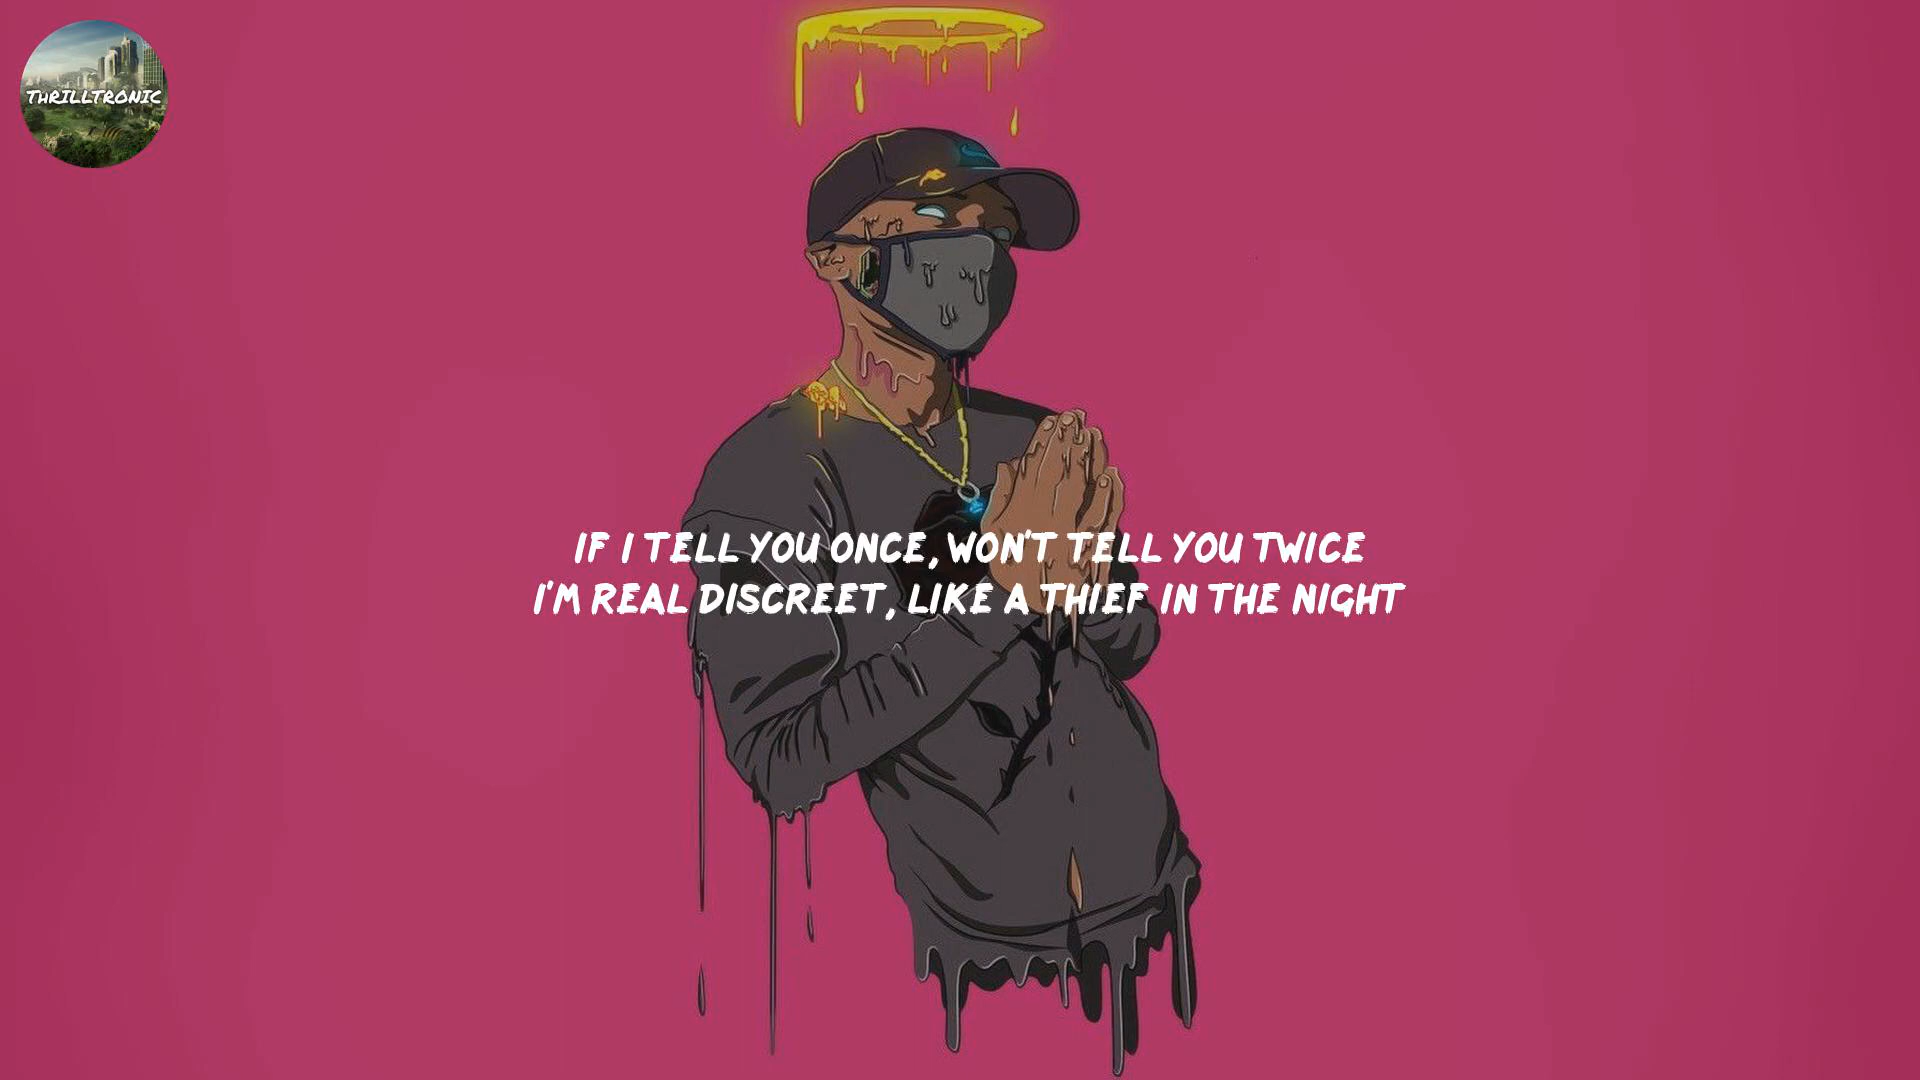 THRILLTRONIC
IF I TELL YOU ONCE, WON'T TELL YOU TWICE
I'M REAL DISCREET, LIKE A THIEF IN THE NIGHT